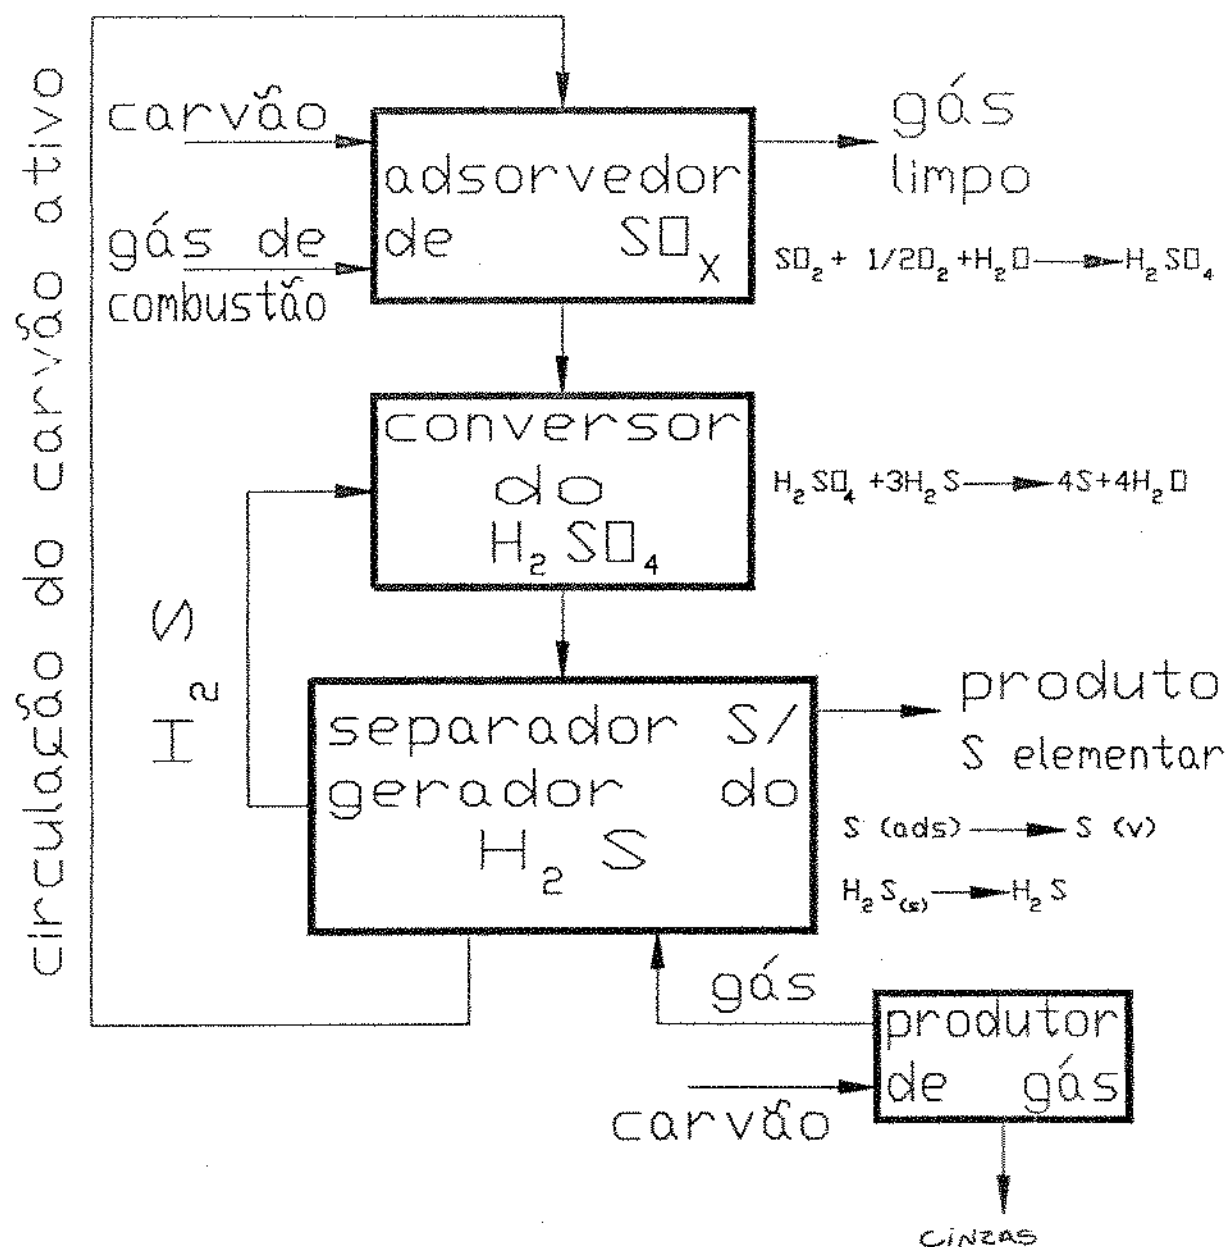 circulação do carvão ativo
carvão
gás de
combustão
adsorvedor
de SOₓ
gás
limpo
SO₂ + 1/2O₂ + H₂O → H₂SO₄
conversor
do
H₂SO₄
H₂SO₄ + 3H₂S → 4S + 4H₂O
H₂S
separador S/
gerador do
H₂S
produto
S elementar
S (ads) → S (v)
H₂S₍s₎ → H₂S
gás
produtor
de gás
carvão
CINZAS